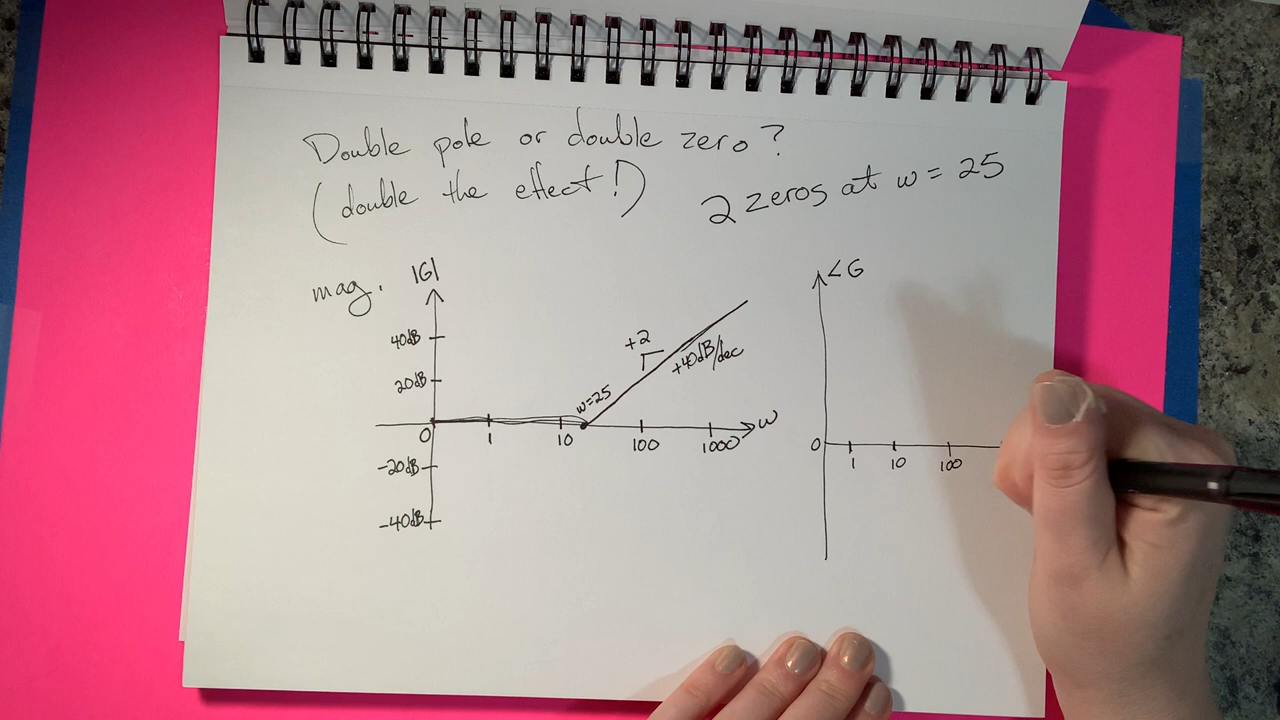 Double pole or double zero?
(double the effect!)
2 zeros at w = 25
mag. |G|
40dB
20dB
0
-20dB
-40dB
1 10 100 1000 w
w=25
+2
+40dB/dec
∠G
0
1 10 100